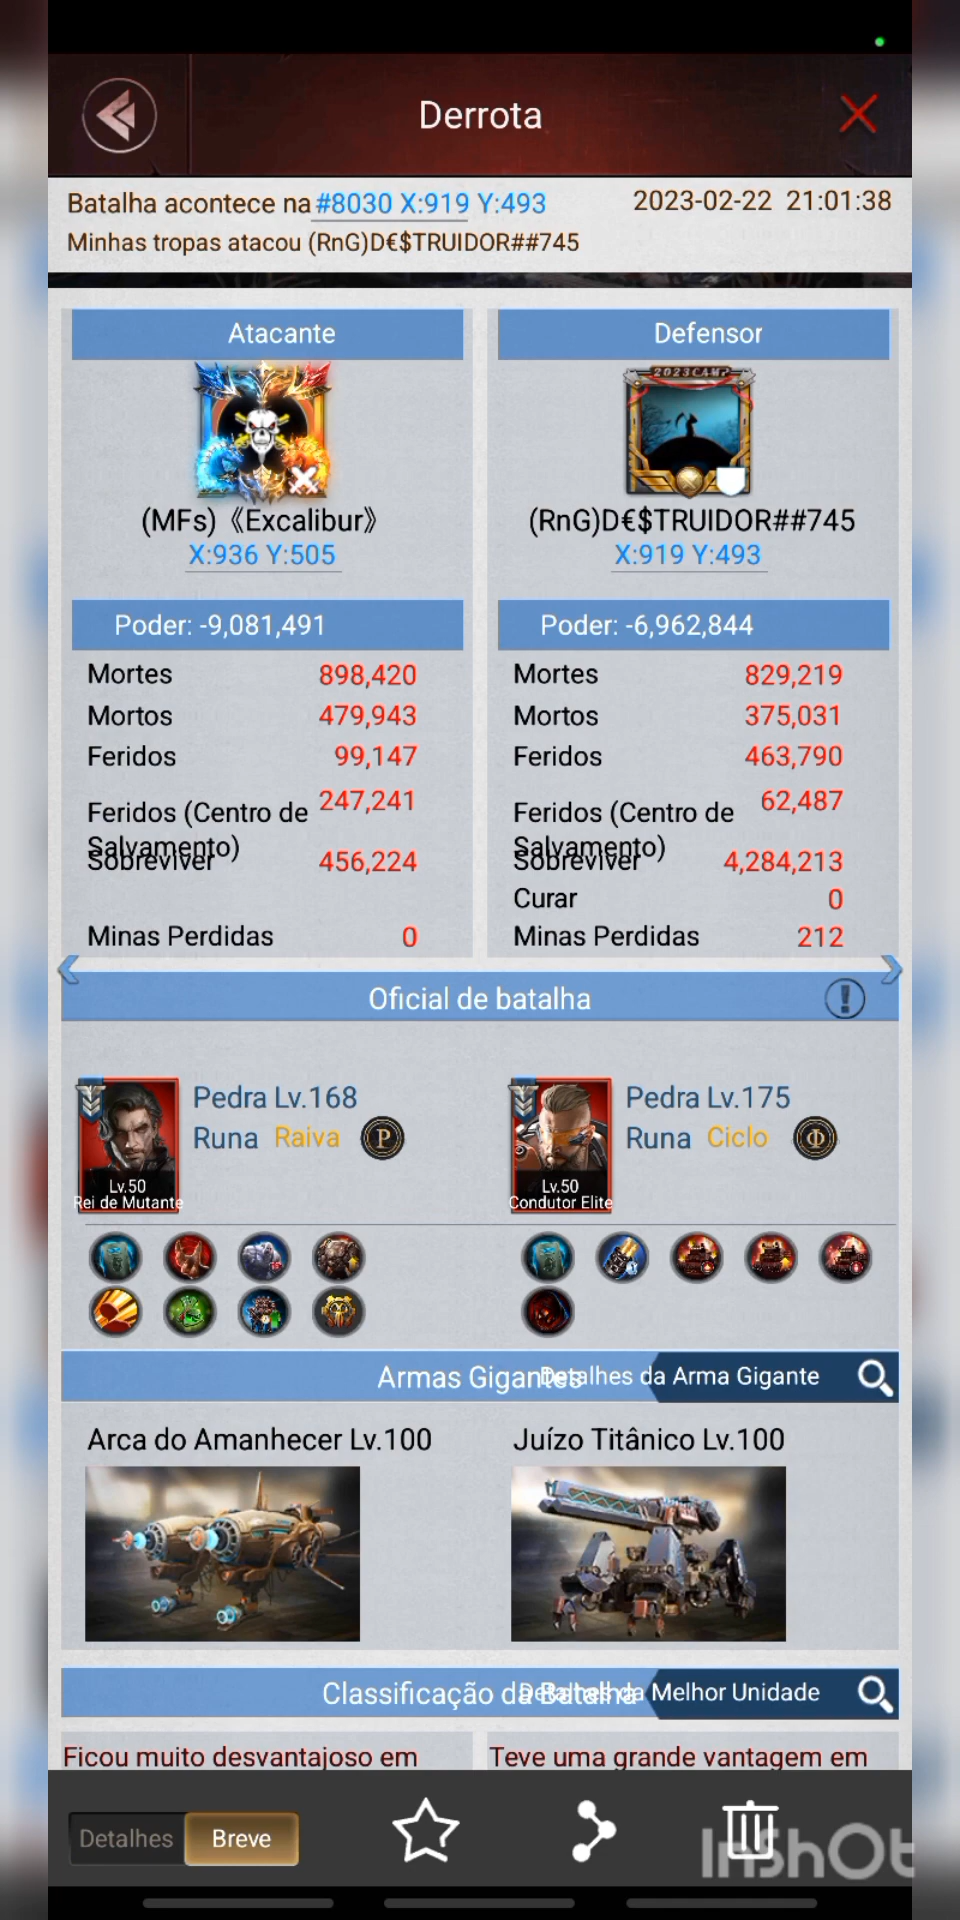 Derrota
Batalha acontece na #8030 X:919 Y:493 2023-02-22 21:01:38
Minhas tropas atacou (RnG)D€$TRUIDOR##745
Atacante Defensor
2023CAMP
(MFs)《Excalibur》 (RnG)D€$TRUIDOR##745
X:936 Y:505 X:919 Y:493
Poder: -9,081,491 Poder: -6,962,844
Mortes 898,420 Mortes 829,219
Mortos 479,943 Mortos 375,031
Feridos 99,147 Feridos 463,790
Feridos (Centro de Salvamento) 247,241 Feridos (Centro de Salvamento) 62,487
Sobreviver 456,224 Sobreviver 4,284,213
Curar 0
Minas Perdidas 0 Minas Perdidas 212
Oficial de batalha
Pedra Lv.168 Pedra Lv.175
Runa Raiva P Runa Ciclo Φ
Lv.50 Lv.50
Rei de Mutante Condutor Elite
Armas Gigantes Detalhes da Arma Gigante
Arca do Amanhecer Lv.100 Juízo Titânico Lv.100
Classificação da Batalha Detalhes da Melhor Unidade
Ficou muito desvantajoso em Teve uma grande vantagem em
Detalhes Breve
InShOt